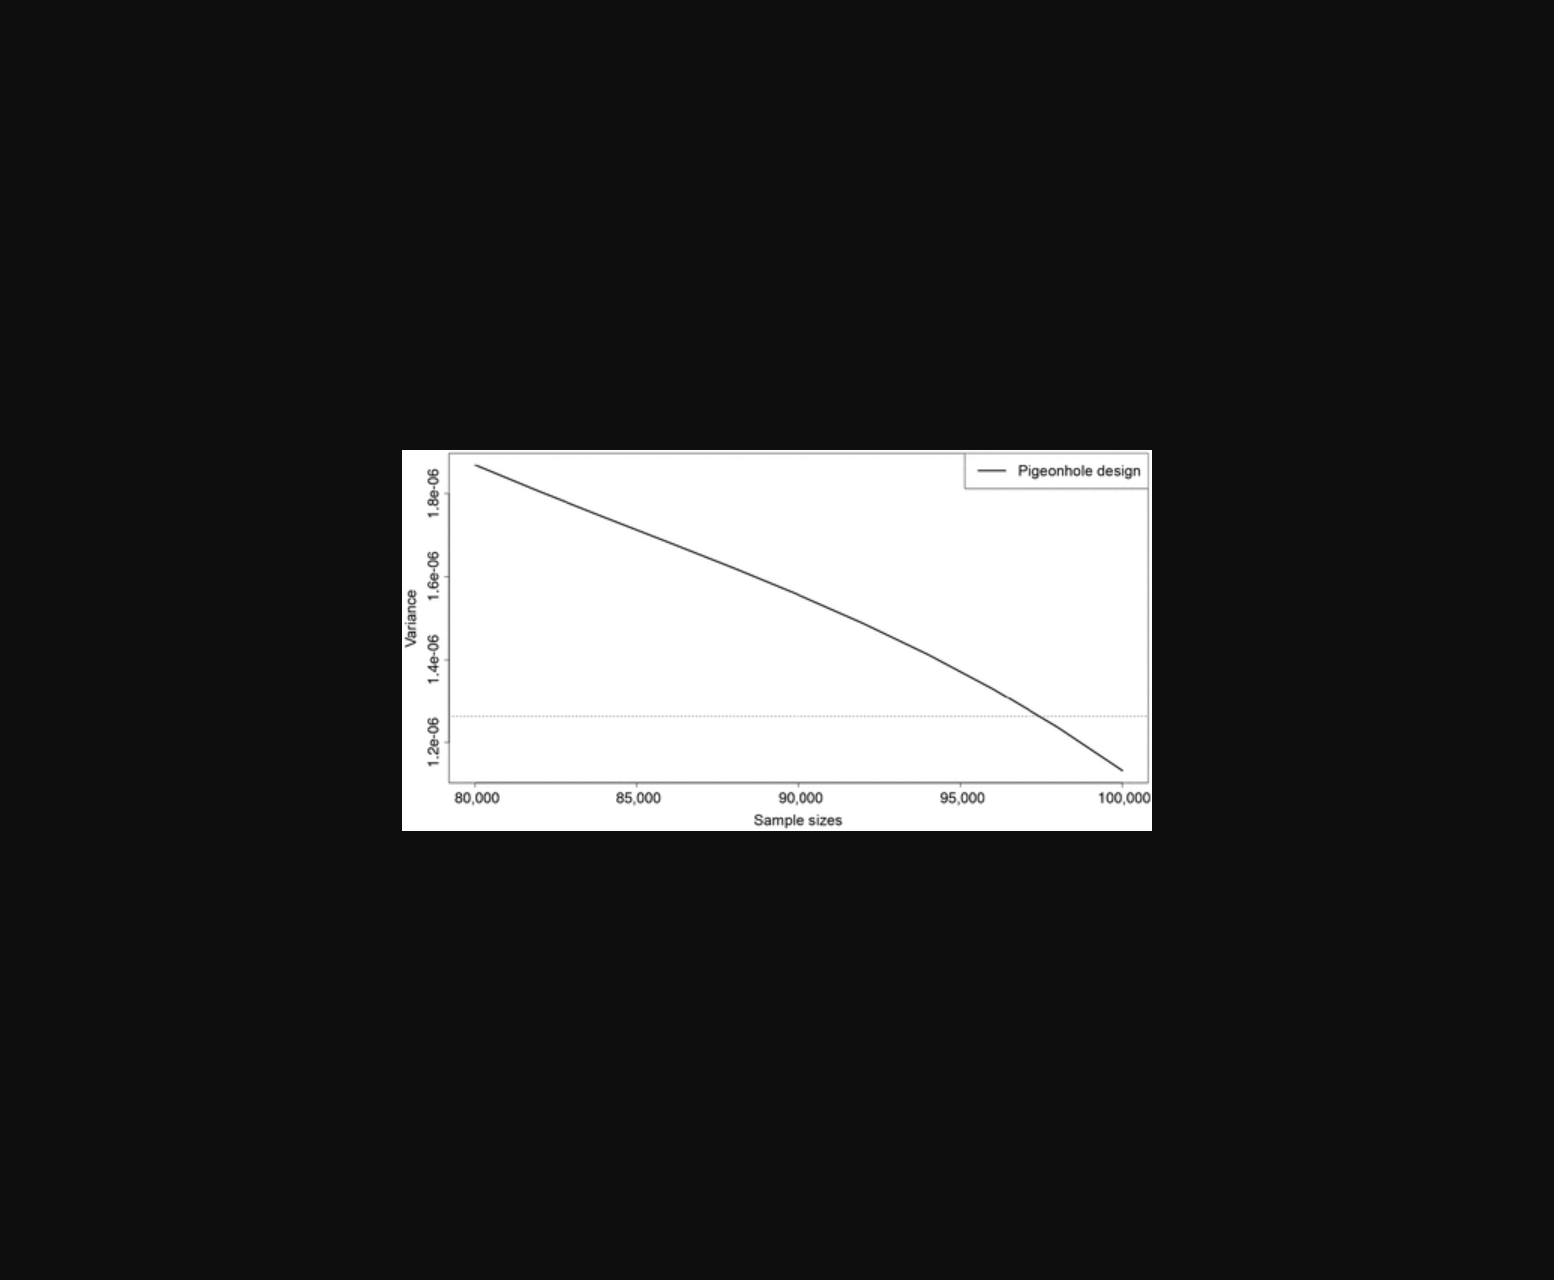 Pigeonhole design
1.8e-06
1.6e-06
1.4e-06
1.2e-06
Variance
80,000
85,000
90,000
95,000
100,000
Sample sizes